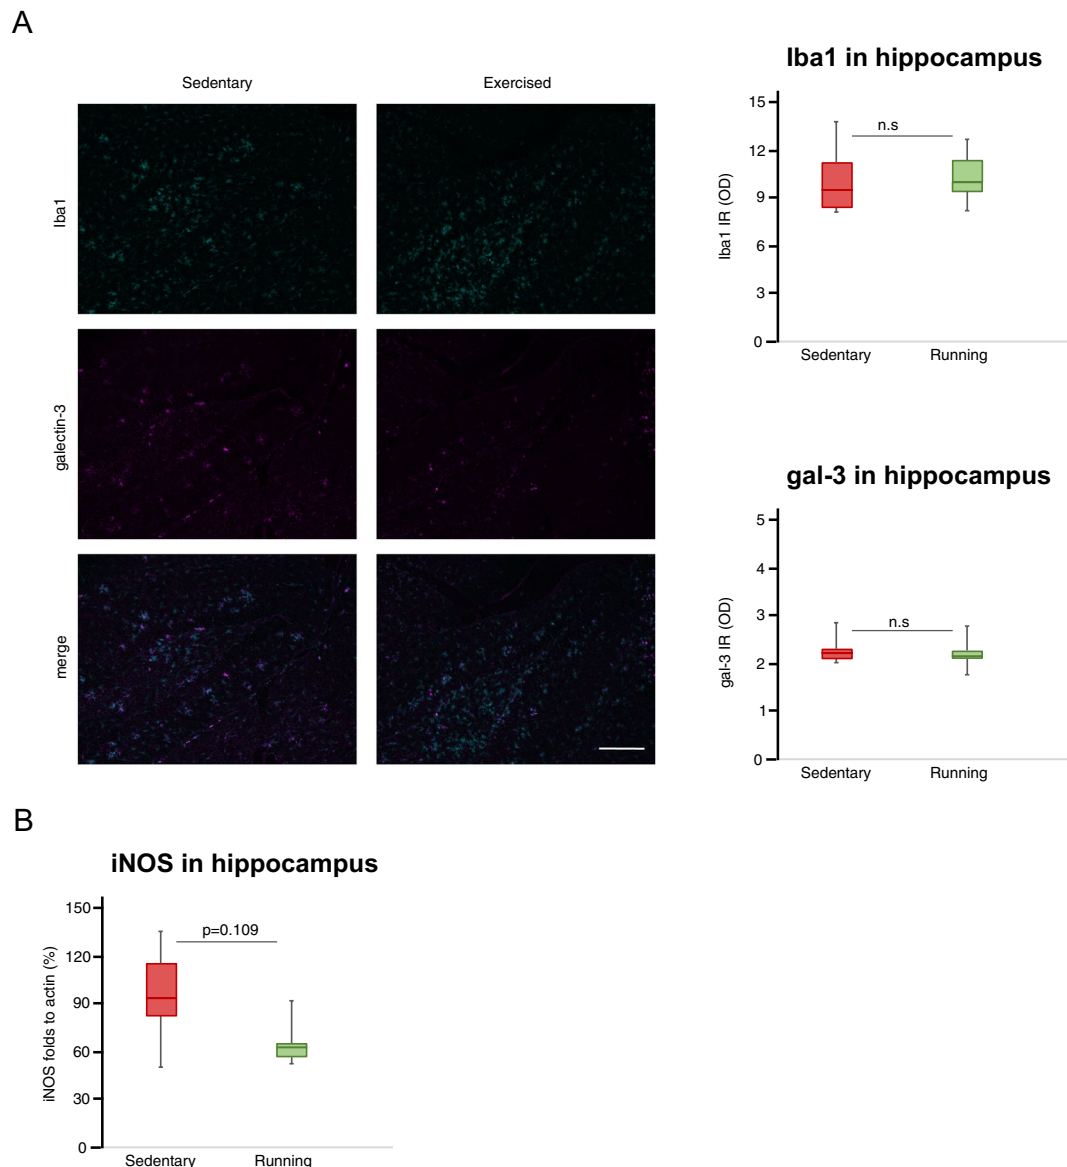 A
Sedentary
Exercised
Iba1
galectin-3
merge
Iba1 in hippocampus
15
12
9
6
3
0
Iba1 IR (OD)
n.s
Sedentary
Running
gal-3 in hippocampus
5
4
3
2
1
0
gal-3 IR (OD)
n.s
Sedentary
Running
B
iNOS in hippocampus
150
120
90
60
30
0
iNOS folds to actin (%)
p=0.109
Sedentary
Running